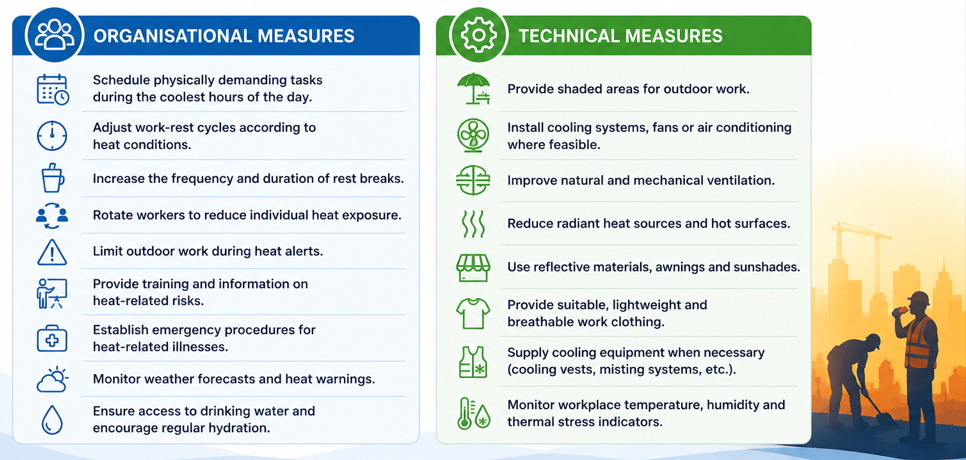 ORGANISATIONAL MEASURES
Schedule physically demanding tasks
during the coolest hours of the day.
Adjust work-rest cycles according to
heat conditions.
Increase the frequency and duration of rest breaks.
Rotate workers to reduce individual heat exposure.
Limit outdoor work during heat alerts.
Provide training and information on
heat-related risks.
Establish emergency procedures for
heat-related illnesses.
Monitor weather forecasts and heat warnings.
Ensure access to drinking water and
encourage regular hydration.
TECHNICAL MEASURES
Provide shaded areas for outdoor work.
Install cooling systems, fans or air conditioning
where feasible.
Improve natural and mechanical ventilation.
Reduce radiant heat sources and hot surfaces.
Use reflective materials, awnings and sunshades.
Provide suitable, lightweight and
breathable work clothing.
Supply cooling equipment when necessary
(cooling vests, misting systems, etc.).
Monitor workplace temperature, humidity and
thermal stress indicators.